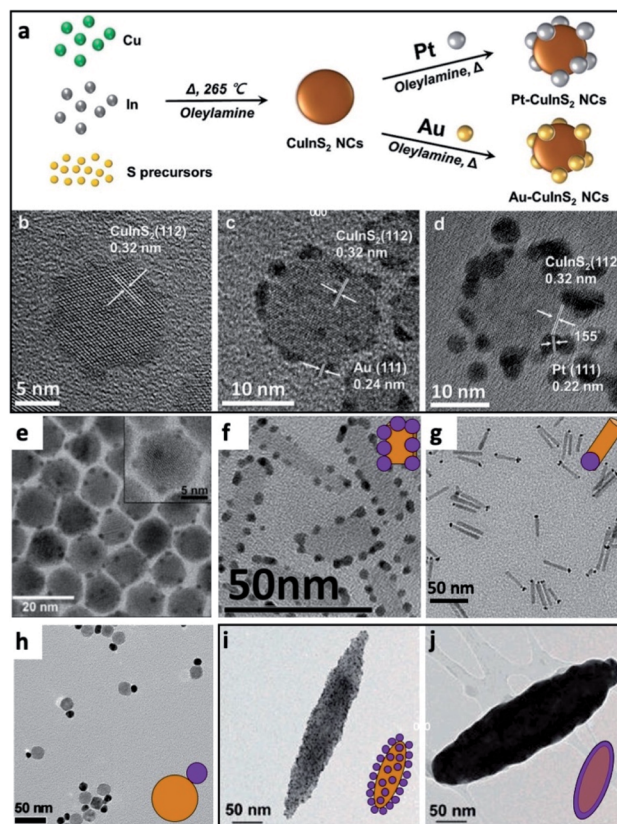 a
Cu
In
S precursors
Δ, 265 ℃
Oleylamine
CuInS₂ NCs
Pt
Oleylamine, Δ
Pt-CuInS₂ NCs
Au
Oleylamine, Δ
Au-CuInS₂ NCs
b
CuInS₂(112)
0.32 nm
5 nm
c
CuInS₂(112)
0.32 nm
Au (111)
0.24 nm
10 nm
d
CuInS₂(112)
0.32 nm
155°
Pt (111)
0.22 nm
10 nm
e
5 nm
20 nm
f
50nm
g
50 nm
h
50 nm
i
50 nm
j
50 nm